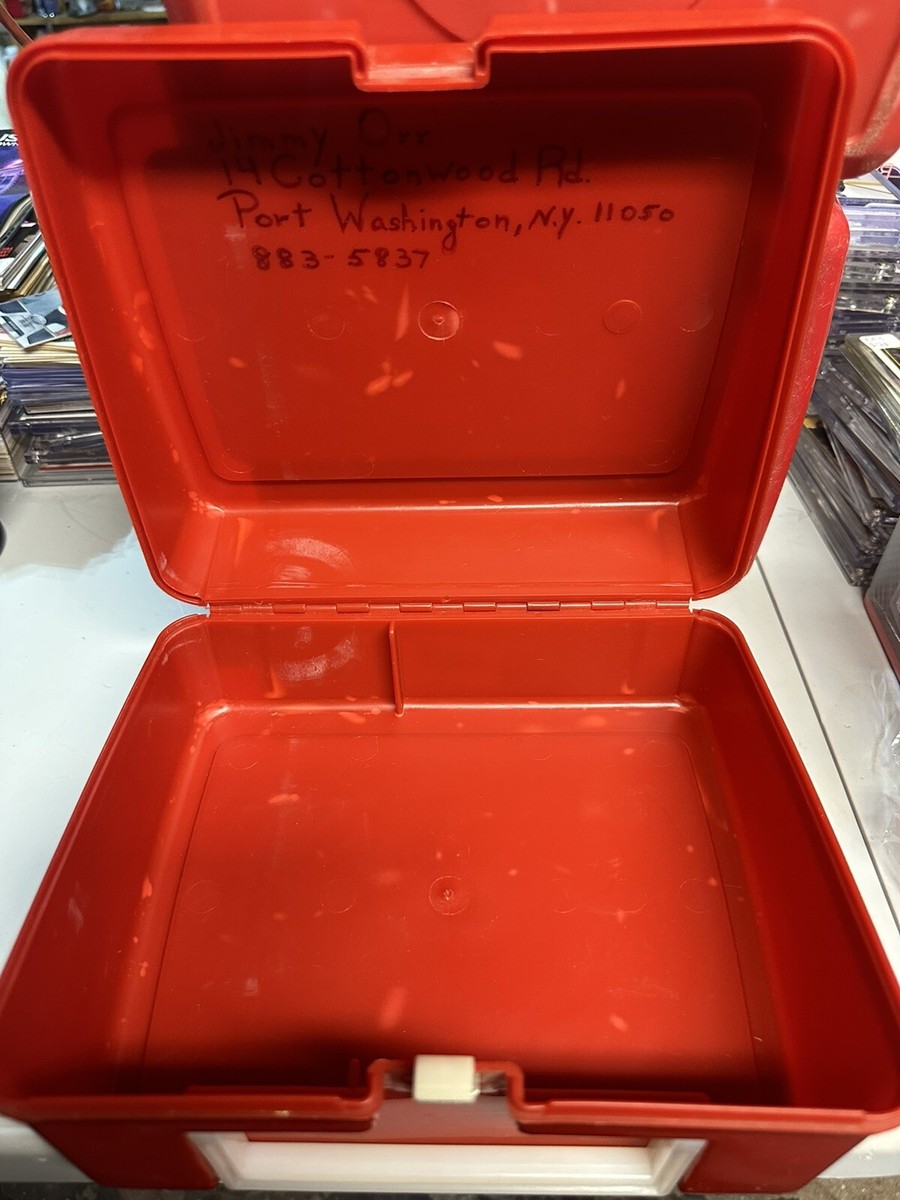 Jimmy Orr
14 Cottonwood Rd.
Port Washington, N.Y. 11050
883-5837